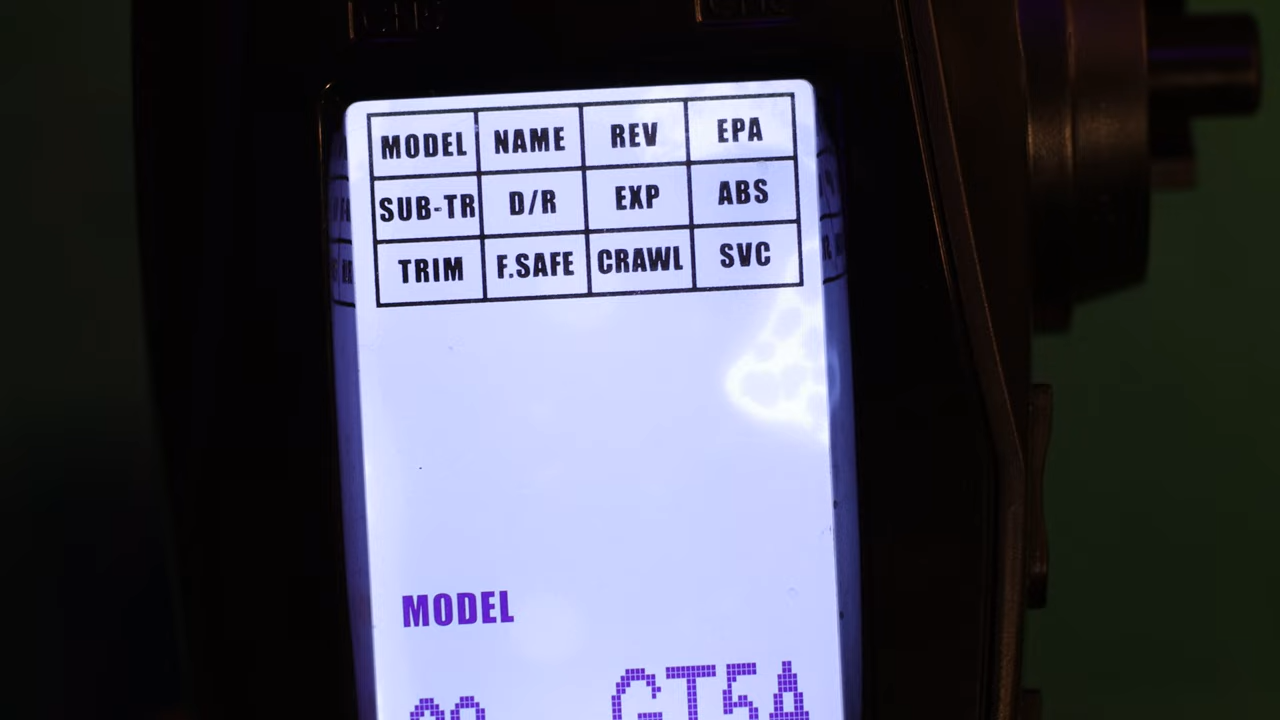 MODEL NAME REV EPA
SUB-TR D/R EXP ABS
TRIM F.SAFE CRAWL SVC
MODEL
GT5A